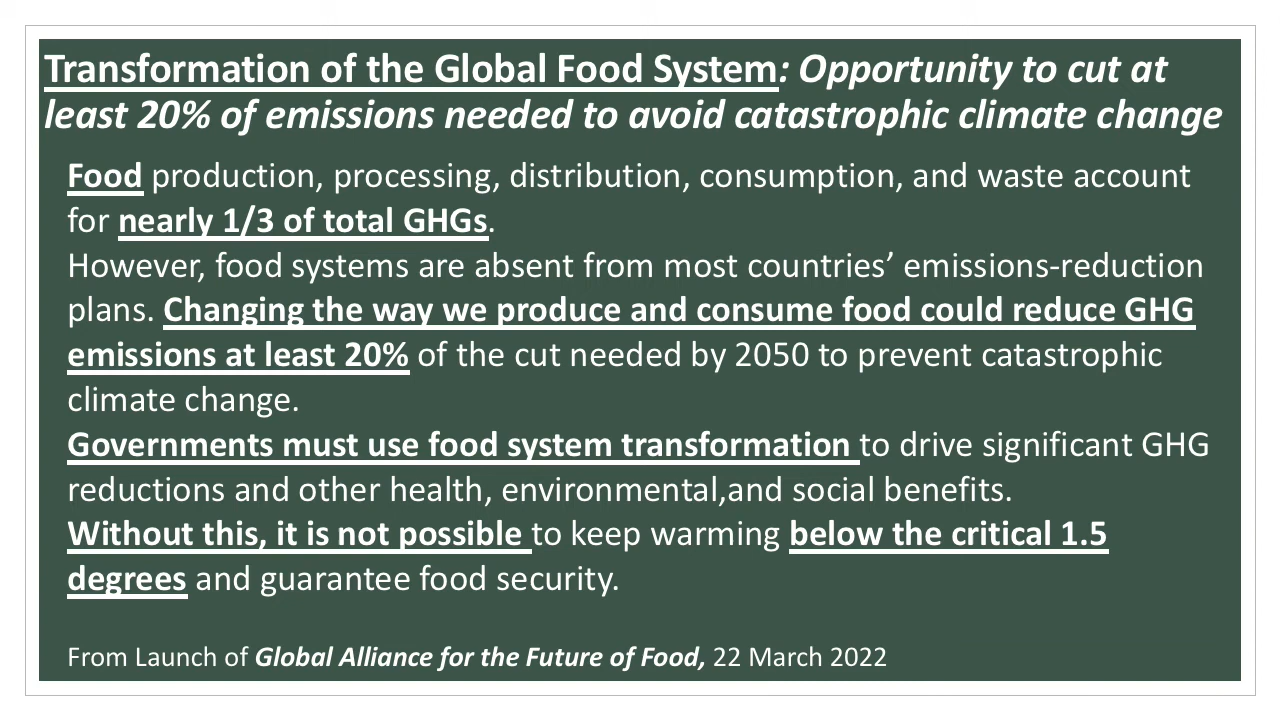 Transformation of the Global Food System: Opportunity to cut at
least 20% of emissions needed to avoid catastrophic climate change
Food production, processing, distribution, consumption, and waste account
for nearly 1/3 of total GHGs.
However, food systems are absent from most countries’ emissions-reduction
plans. Changing the way we produce and consume food could reduce GHG
emissions at least 20% of the cut needed by 2050 to prevent catastrophic
climate change.
Governments must use food system transformation to drive significant GHG
reductions and other health, environmental,and social benefits.
Without this, it is not possible to keep warming below the critical 1.5
degrees and guarantee food security.
From Launch of Global Alliance for the Future of Food, 22 March 2022